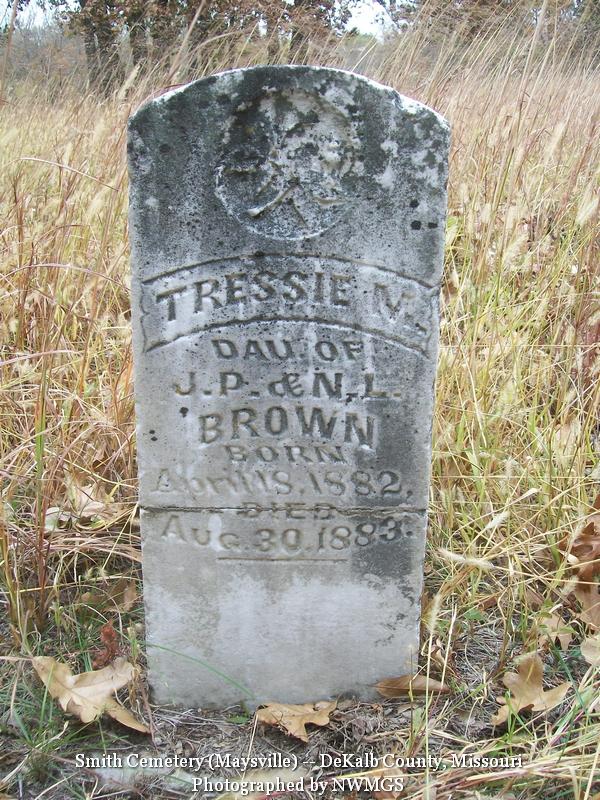 TRESSIE M.
DAU. OF
J. P. & N. L.
BROWN
BORN
April 18, 1882,
DIED
Aug. 30, 1883.
Smith Cemetery (Maysville) -- DeKalb County, Missouri
Photographed by NWMGS